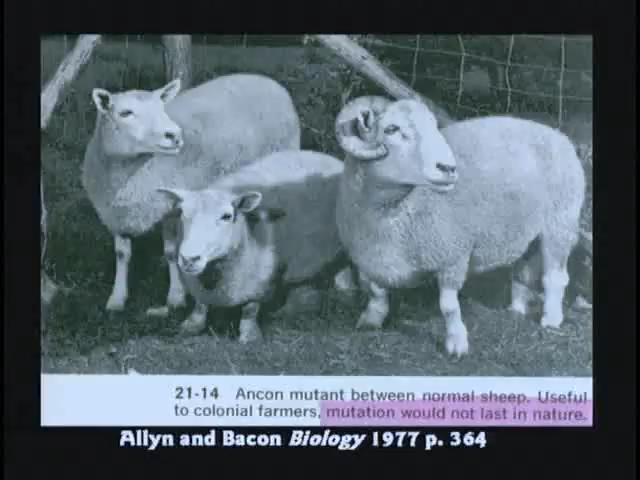 21-14 Ancon mutant between normal sheep. Useful
to colonial farmers, mutation would not last in nature.
Allyn and Bacon Biology 1977 p. 364